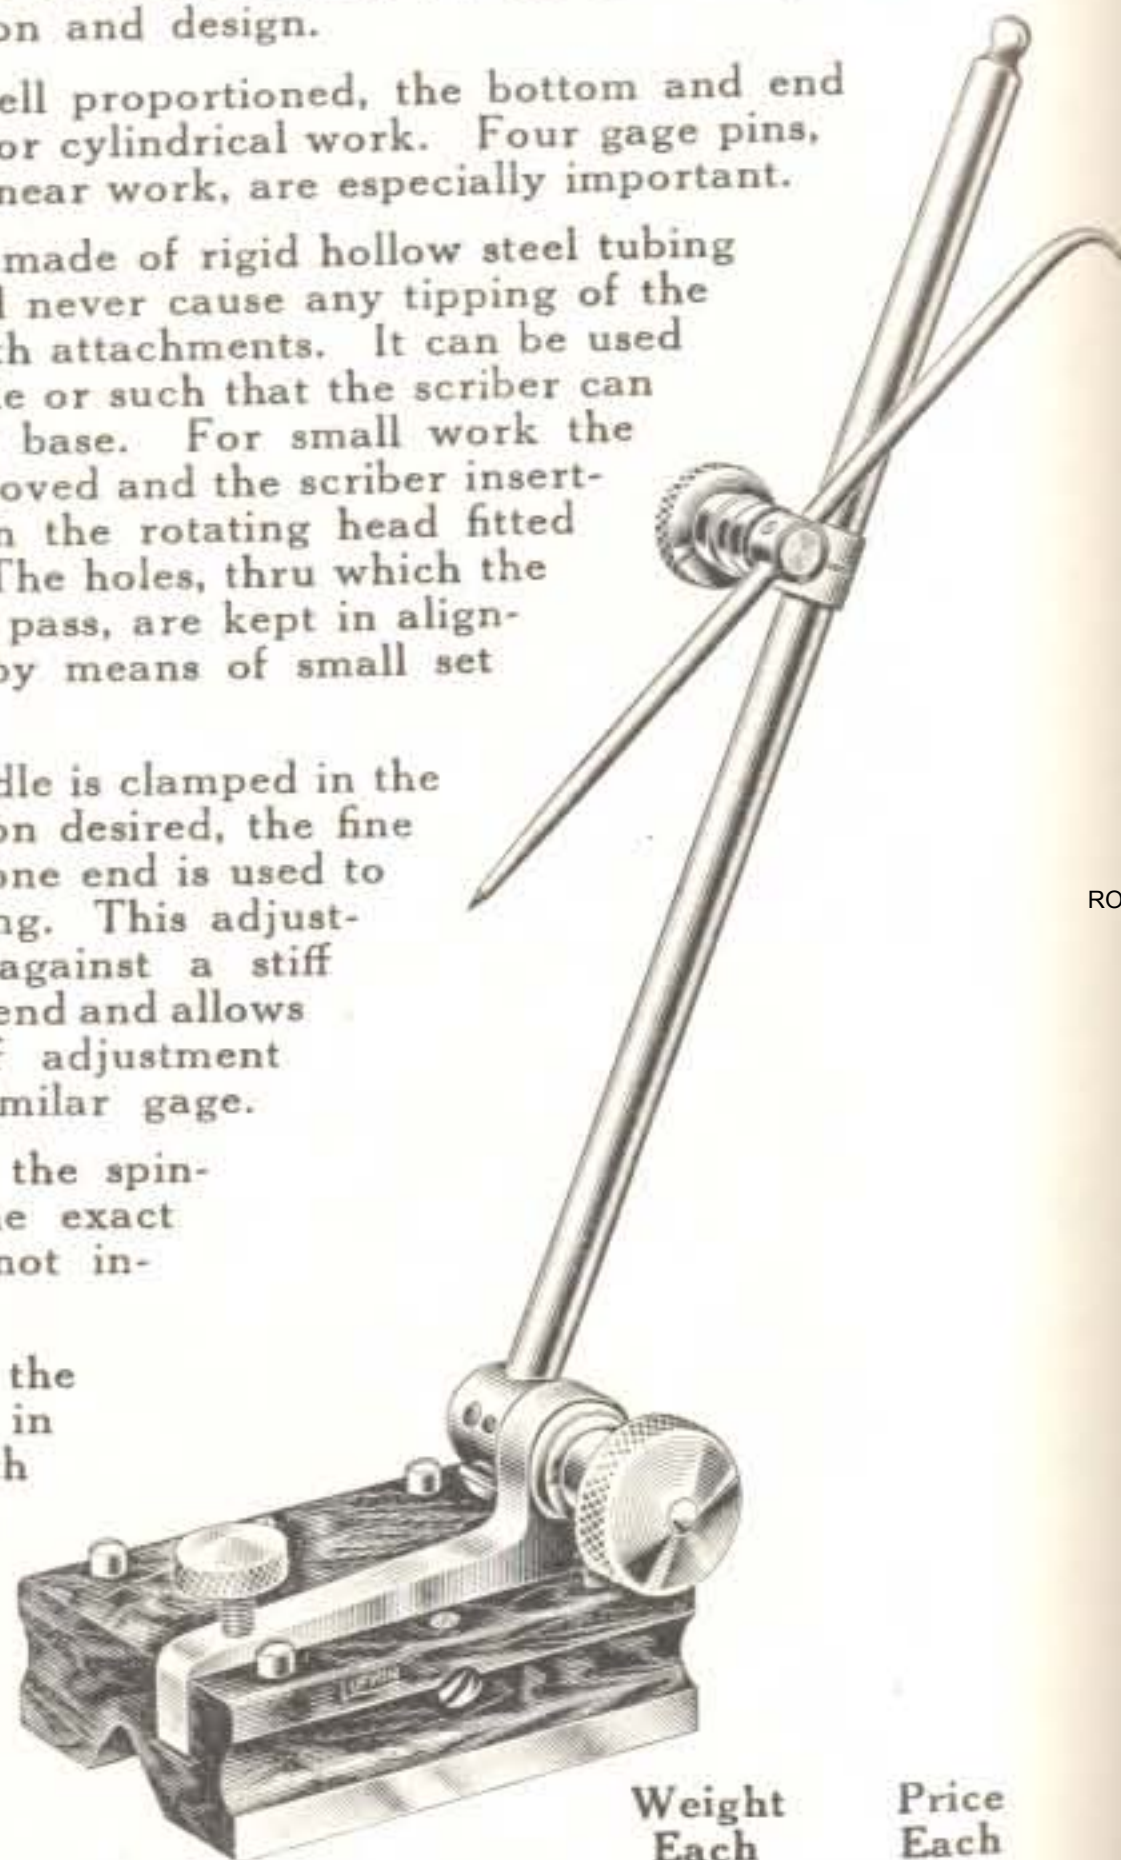 on and design.
ell proportioned, the bottom and end
or cylindrical work. Four gage pins,
near work, are especially important.
made of rigid hollow steel tubing
l never cause any tipping of the
th attachments. It can be used
le or such that the scriber can
base. For small work the
oved and the scriber insert-
n the rotating head fitted
The holes, thru which the
pass, are kept in align-
by means of small set
dle is clamped in the
on desired, the fine
one end is used to
ng. This adjust-
against a stiff
end and allows
f adjustment
milar gage.
the spin-
ne exact
not in-
the
in
h
LUFKIN
Weight Price
Each Each
RO